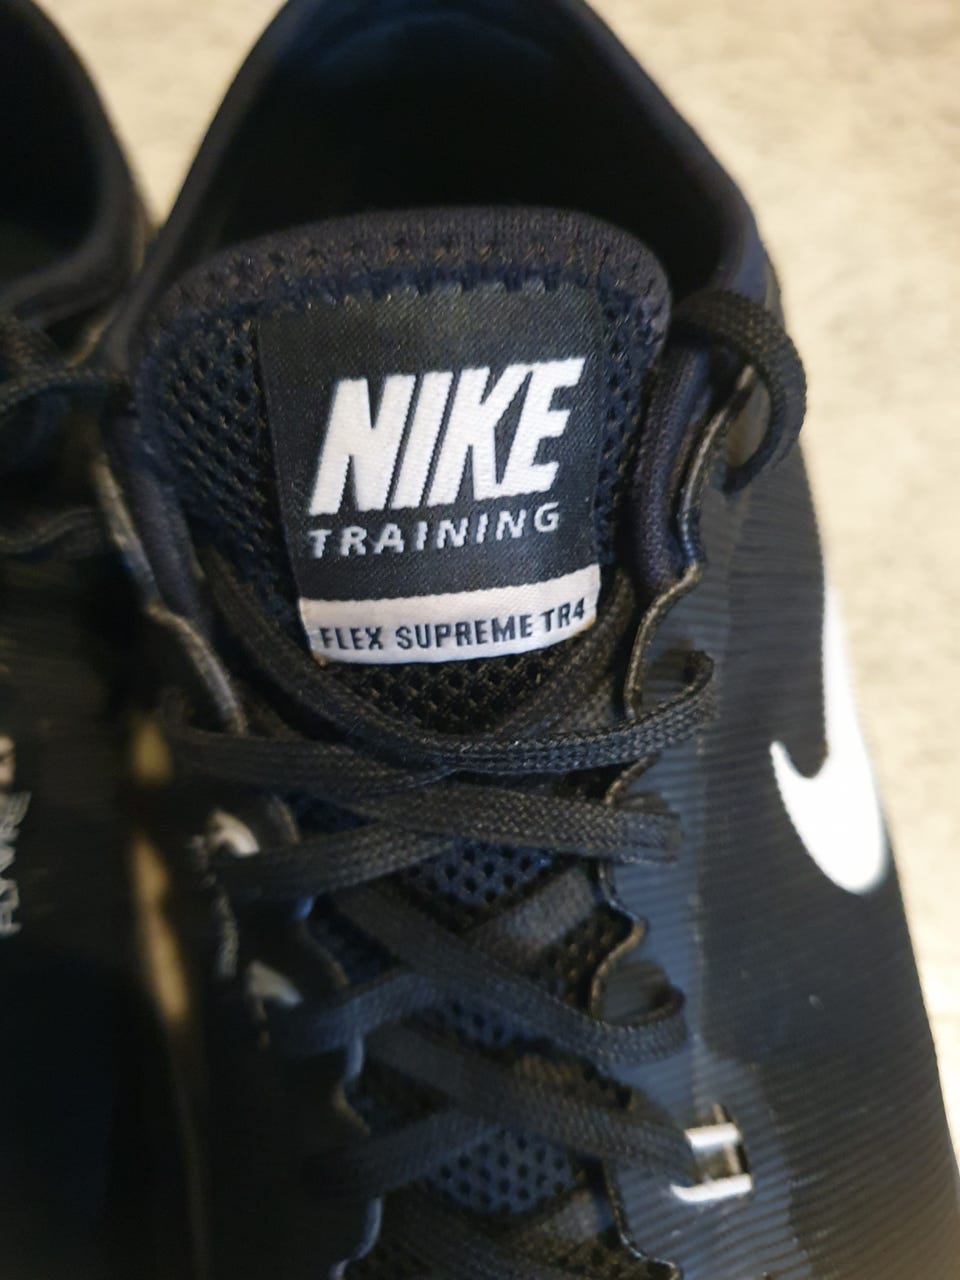 NIKE
TRAINING
FLEX SUPREME TR4